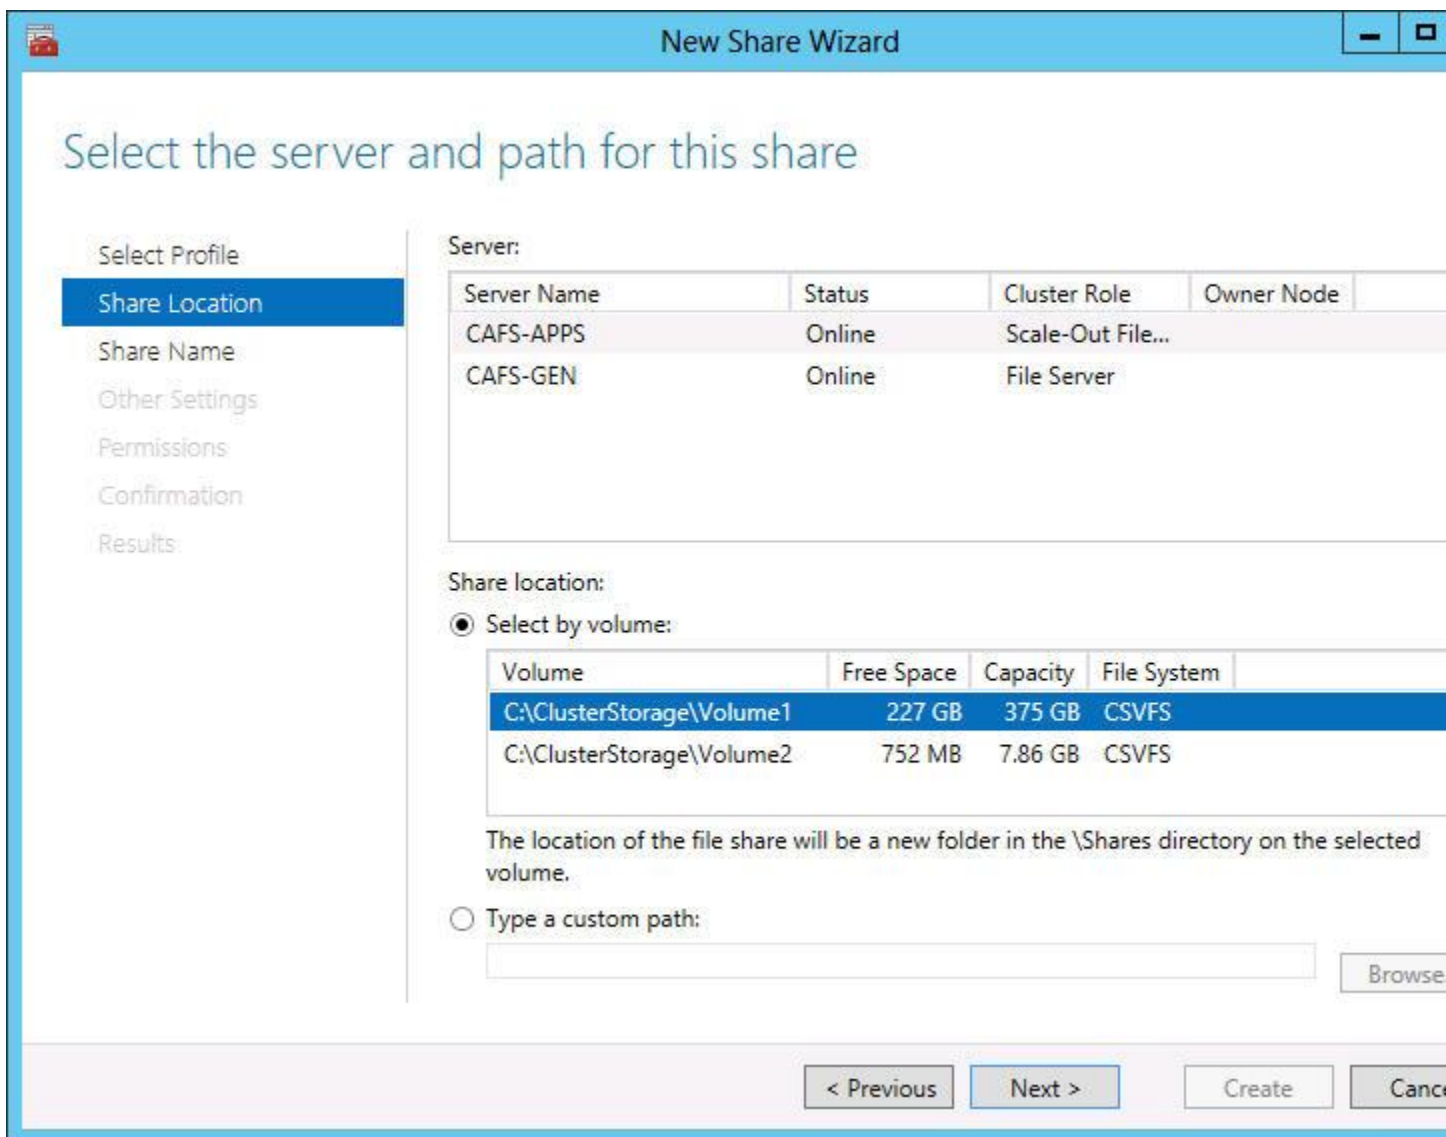 New Share Wizard
Select the server and path for this share
Select Profile
Share Location
Share Name
Other Settings
Permissions
Confirmation
Results
Server:
Server Name Status Cluster Role Owner Node
CAFS-APPS Online Scale-Out File...
CAFS-GEN Online File Server
Share location:
Select by volume:
Volume Free Space Capacity File System
C:\ClusterStorage\Volume1 227 GB 375 GB CSVFS
C:\ClusterStorage\Volume2 752 MB 7.86 GB CSVFS
The location of the file share will be a new folder in the \Shares directory on the selected
volume.
Type a custom path:
Browse.
< Previous Next > Create Cance